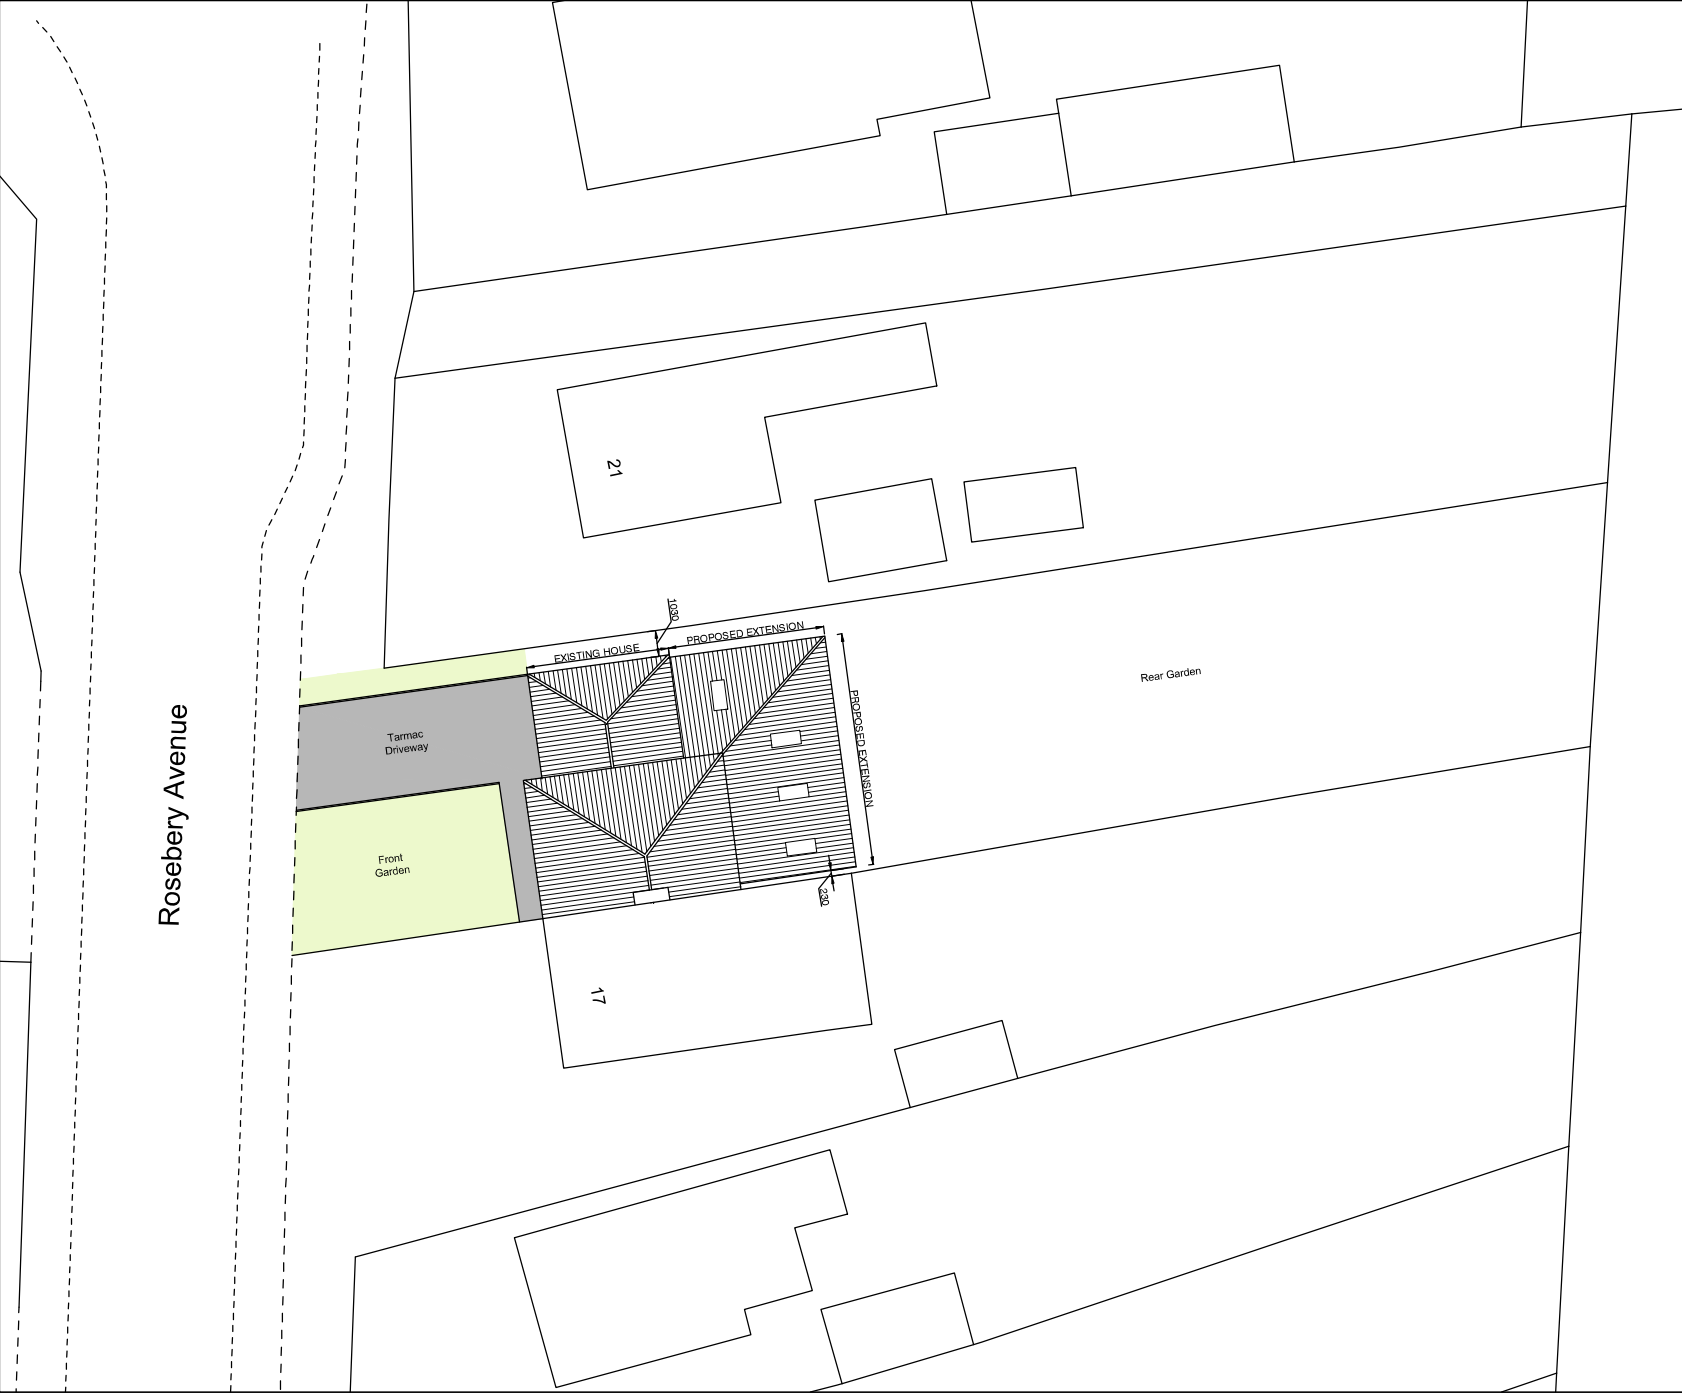 21
1030
PROPOSED EXTENSION
EXISTING HOUSE
Rear Garden
PROPOSED EXTENSION
Tarmac
Driveway
Rosebery Avenue
Front
Garden
230
17